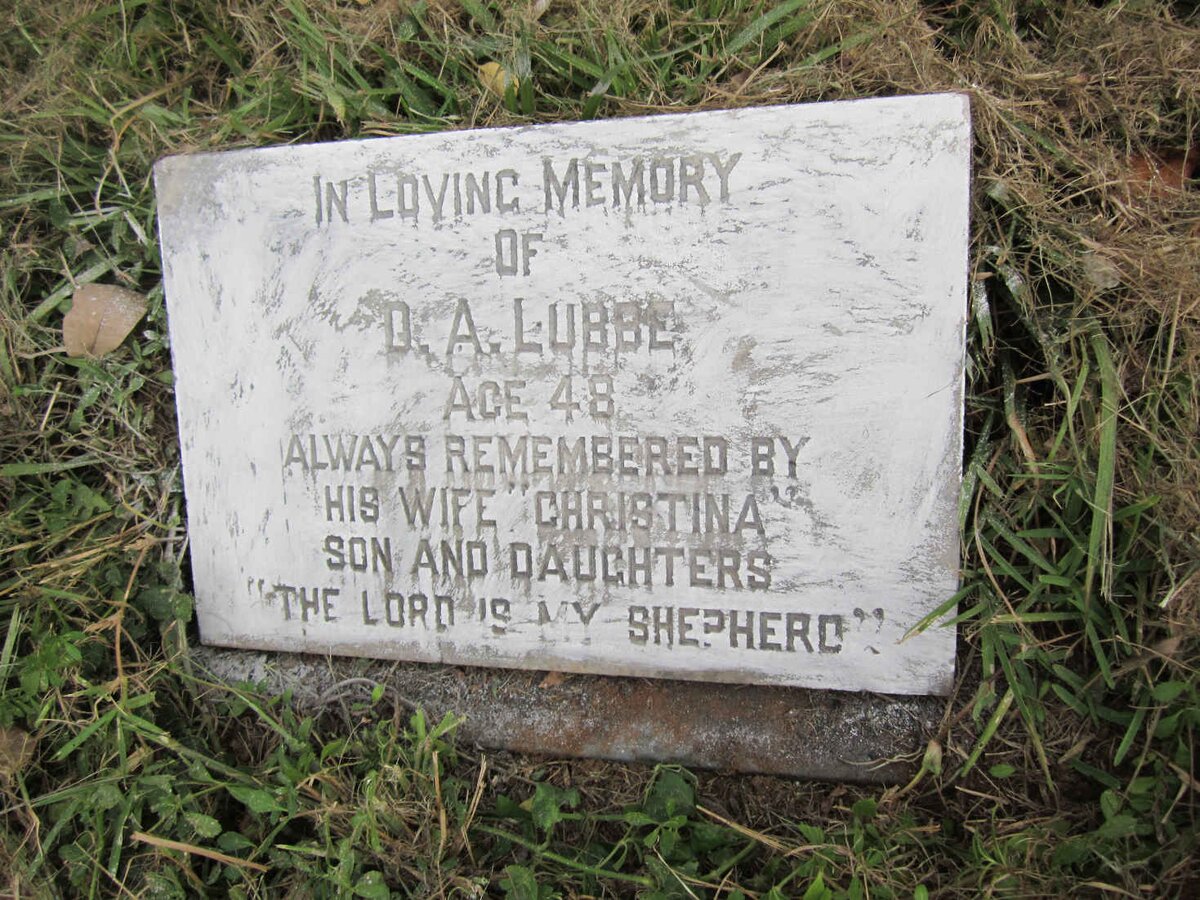 IN LOVING MEMORY
OF
D. A. LUBBE
AGE 48
ALWAYS REMEMBERED BY
HIS WIFE "CHRISTINA"
SON AND DAUGHTERS
"THE LORD IS MY SHEPHERD"